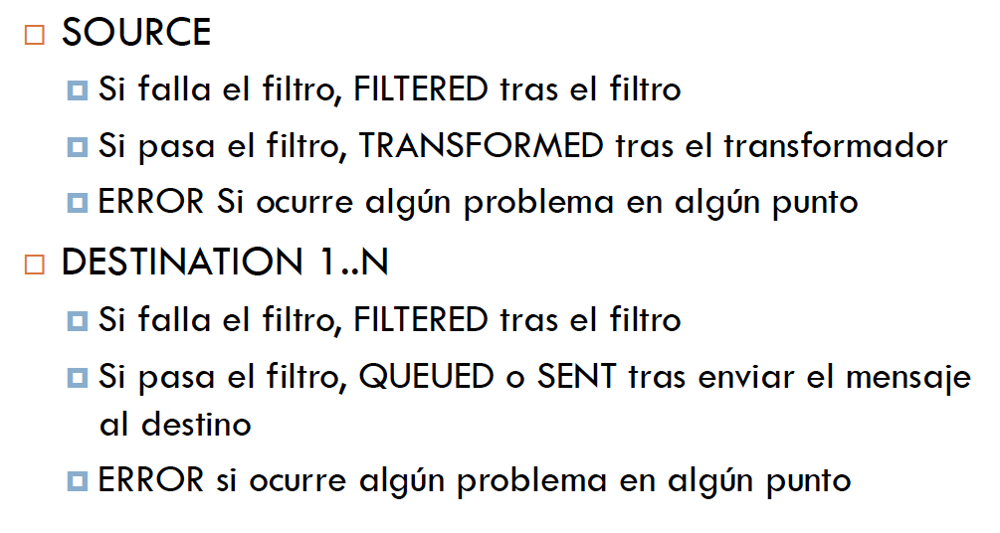 SOURCE
Si falla el filtro, FILTERED tras el filtro
Si pasa el filtro, TRANSFORMED tras el transformador
ERROR Si ocurre algún problema en algún punto
DESTINATION 1..N
Si falla el filtro, FILTERED tras el filtro
Si pasa el filtro, QUEUED o SENT tras enviar el mensaje
al destino
ERROR si ocurre algún problema en algún punto